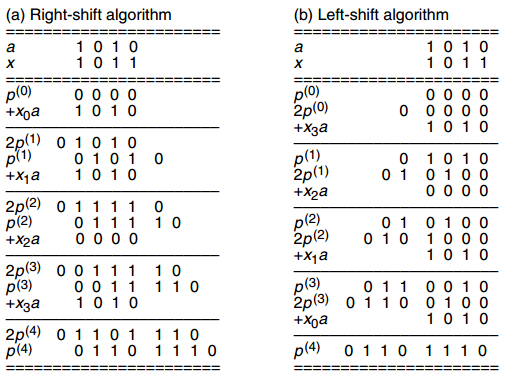 (a) Right-shift algorithm
========================
a 1 0 1 0
x 1 0 1 1
========================
p(0) 0 0 0 0
+x0a 1 0 1 0
2p(1) 0 1 0 1 0
p(1) 0 1 0 1 0
+x1a 1 0 1 0
2p(2) 0 1 1 1 1 0
p(2) 0 1 1 1 1 0
+x2a 0 0 0 0
2p(3) 0 0 1 1 1 1 0
p(3) 0 0 1 1 1 1 0
+x3a 1 0 1 0
2p(4) 0 1 1 0 1 1 1 0
p(4) 0 1 1 0 1 1 1 0
========================
(b) Left-shift algorithm
========================
a 1 0 1 0
x 1 0 1 1
========================
p(0) 0 0 0 0
2p(0) 0 0 0 0 0
+x3a 1 0 1 0
p(1) 0 1 0 1 0
2p(1) 0 1 0 1 0 0
+x2a 0 0 0 0
p(2) 0 1 0 1 0 0
2p(2) 0 1 0 1 0 0 0
+x1a 1 0 1 0
p(3) 0 1 1 0 0 1 0
2p(3) 0 1 1 0 0 1 0 0
+x0a 1 0 1 0
p(4) 0 1 1 0 1 1 1 0
========================